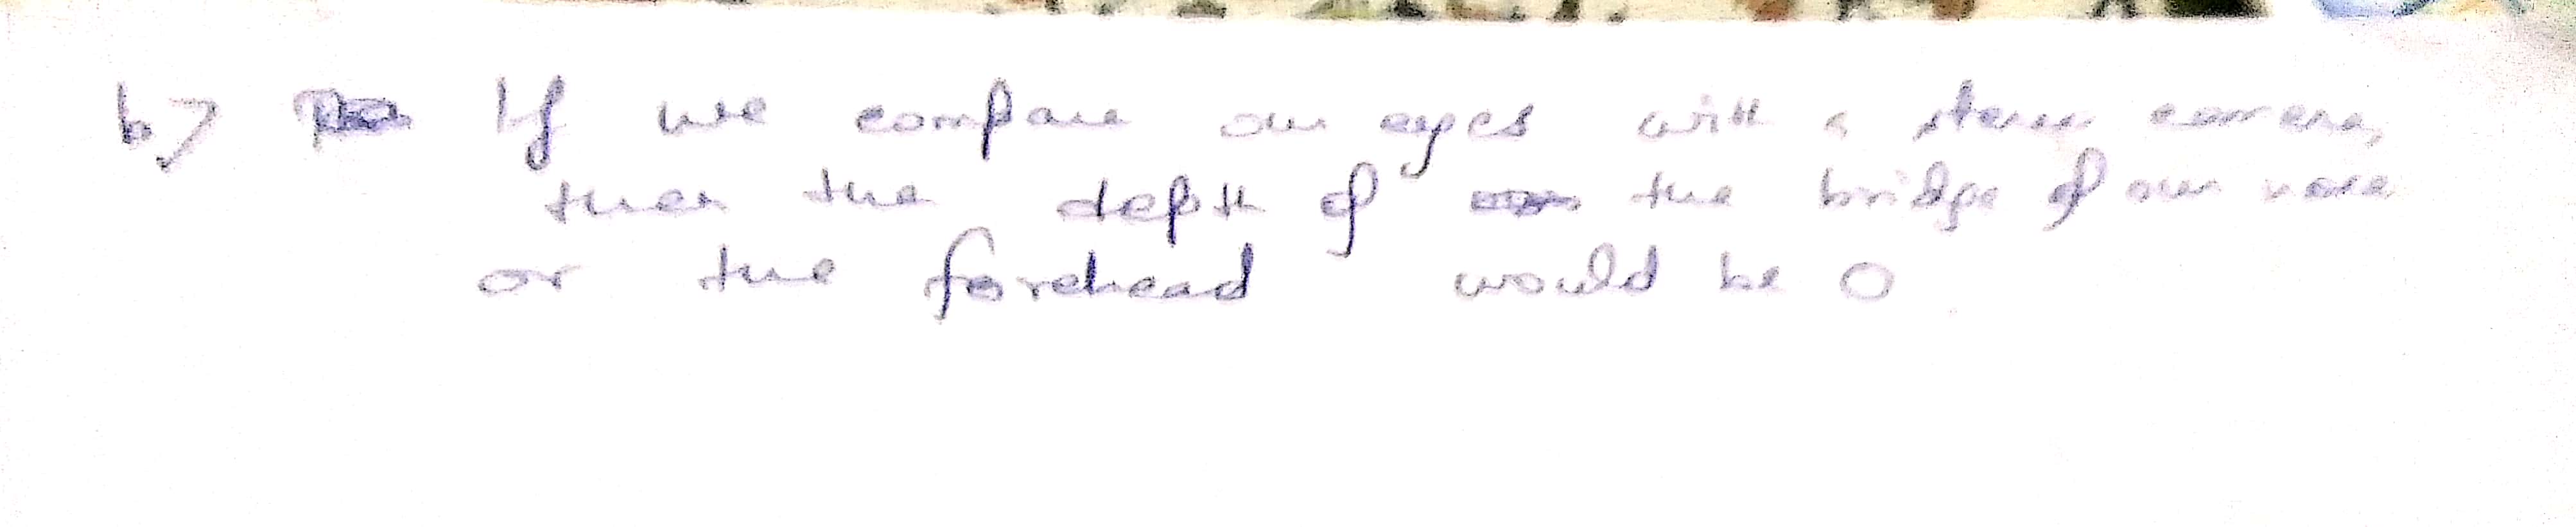 b) If we compare our eyes with a stereo camera,
then the depth of the bridge of our nose
or the forehead would be 0